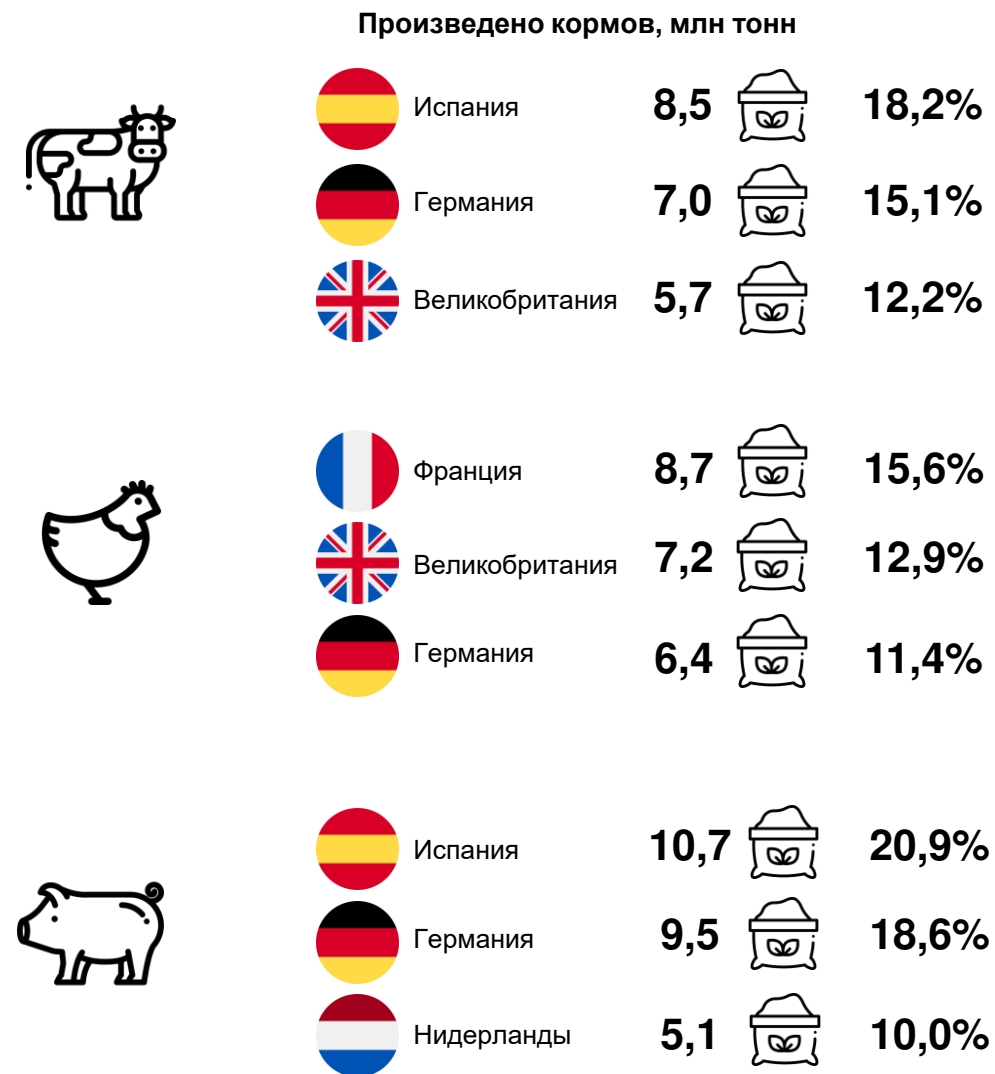 Произведено кормов, млн тонн
Испания 8,5 18,2%
Германия 7,0 15,1%
Великобритания 5,7 12,2%
Франция 8,7 15,6%
Великобритания 7,2 12,9%
Германия 6,4 11,4%
Испания 10,7 20,9%
Германия 9,5 18,6%
Нидерланды 5,1 10,0%